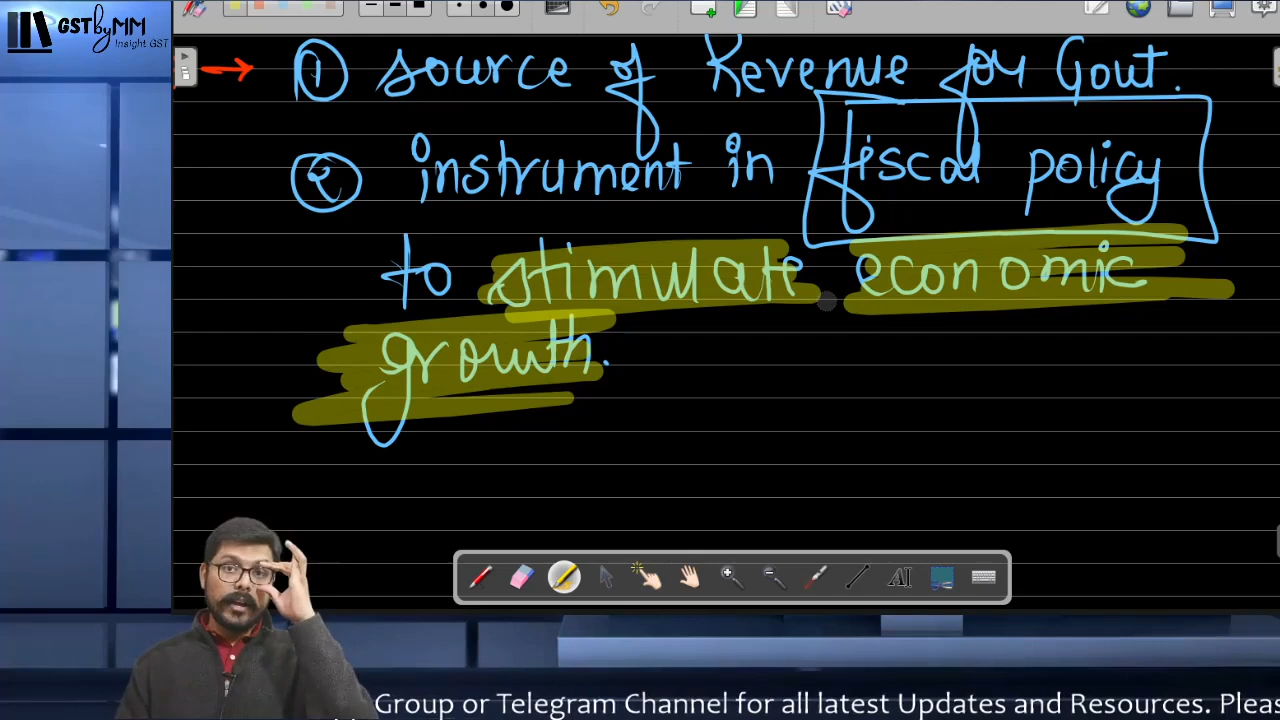 GSTbyMM
Insight GST
① source of Revenue for Govt.
② instrument in fiscal policy
to stimulate economic
growth.
AI
Group or Telegram Channel for all latest Updates and Resources. Pleas